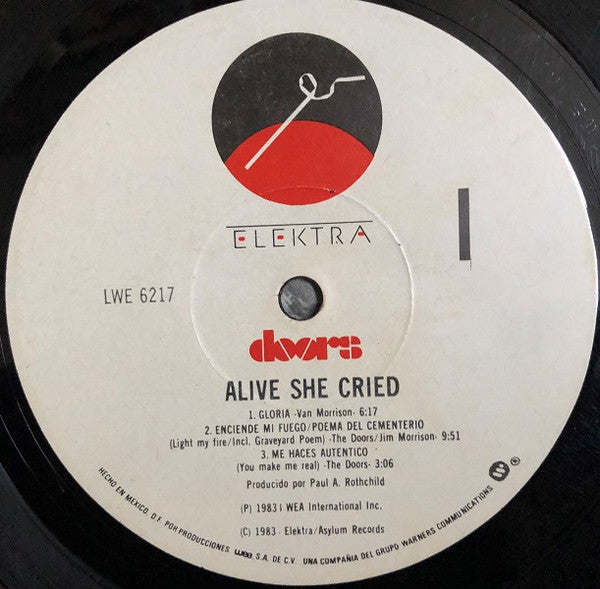 ELEKTRA
I
LWE 6217
doors
ALIVE SHE CRIED
1. GLORIA -Van Morrison- 6:17
2. ENCIENDE MI FUEGO/POEMA DEL CEMENTERIO
(Light my fire/Incl. Graveyard Poem) -The Doors/Jim Morrison- 9:51
3. ME HACES AUTENTICO
(You make me real) -The Doors- 3:06
Producido por Paul A. Rothchild
(P) 1983 WEA International Inc.
(C) 1983 Elektra/Asylum Records
HECHO EN MEXICO, D.F. POR PRODUCCIONES wea S.A. DE C.V. UNA COMPAÑIA DEL GRUPO WARNERS COMMUNICATIONS ®